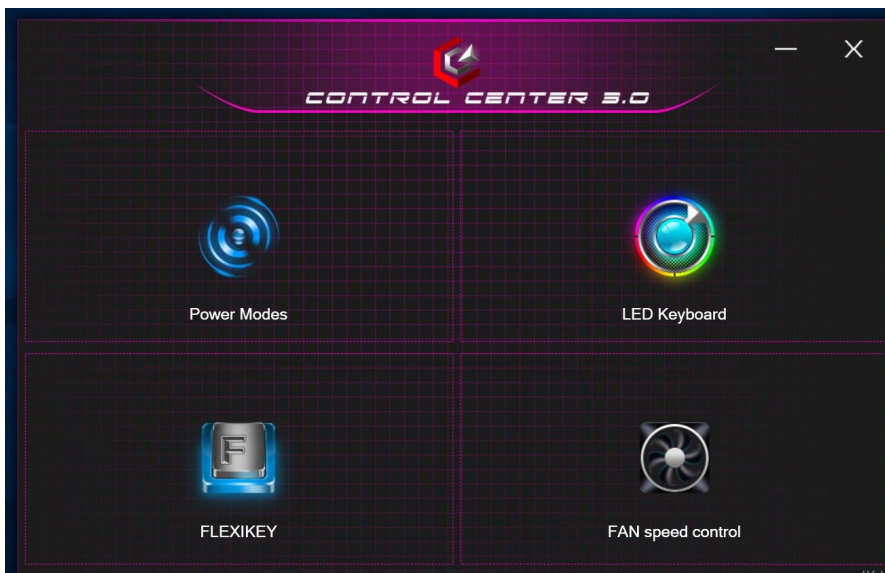 CONTROL CENTER 3.0
Power Modes
LED Keyboard
F
FLEXIKEY
FAN speed control